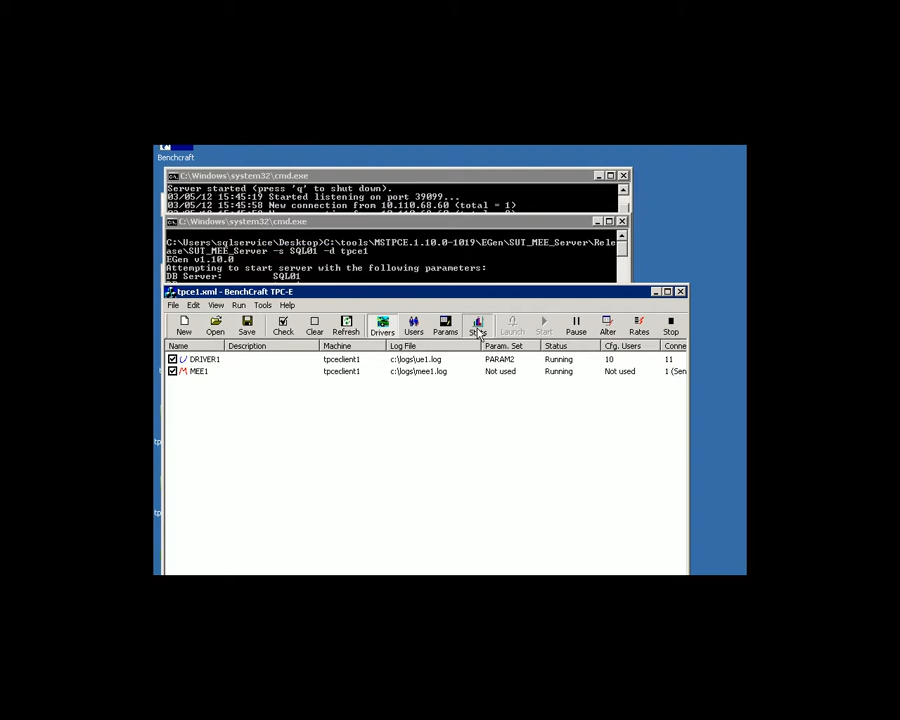 Benchcraft
C:\Windows\system32\cmd.exe
Server started (press 'q' to shut down).
03/05/12 15:45:19 Started listening on port 39099...
03/05/12 15:45:58 New connection from 10.110.68.60 (total = 1)
C:\Windows\system32\cmd.exe
C:\Users\sqlservice\Desktop>C:\tools\MSTPCE.1.10.0-1019\EGen\SUT_MEE_Server\Rele
ase\SUT_MEE_Server -s SQL01 -d tpce1
EGen v1.10.0
Attempting to start server with the following parameters:
DB Server: SQL01
tpce1.xml - BenchCraft TPC-E
File Edit View Run Tools Help
New Open Save Check Clear Refresh Drivers Users Params Launch Start Pause Alter Rates Stop
Name Description Machine Log File Param. Set Status Cfg. Users Conne
DRIVER1 tpceclient1 c:\logs\ue1.log PARAM2 Running 10 11
MEE1 tpceclient1 c:\logs\mee1.log Not used Running Not used 1 (Sen
tp
tp